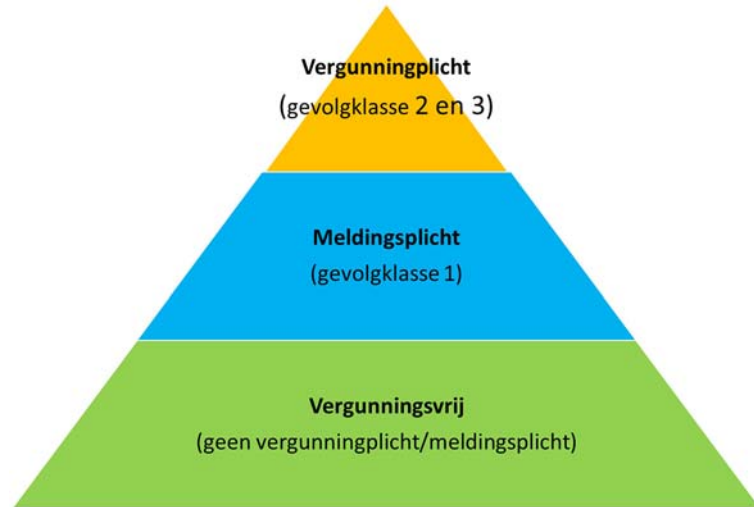 Vergunningplicht
(gevolgklasse 2 en 3)
Meldingsplicht
(gevolgklasse 1)
Vergunningsvrij
(geen vergunningplicht/meldingsplicht)